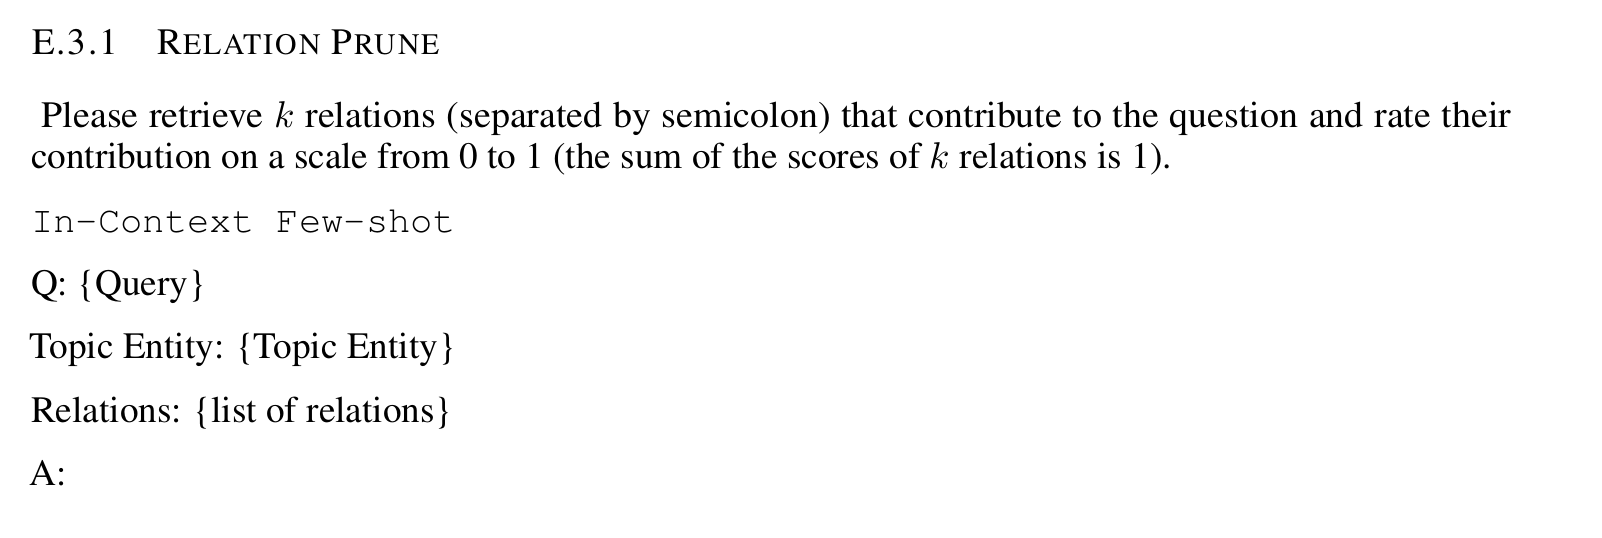 E.3.1 RELATION PRUNE
Please retrieve k relations (separated by semicolon) that contribute to the question and rate their
contribution on a scale from 0 to 1 (the sum of the scores of k relations is 1).
In-Context Few-shot
Q: {Query}
Topic Entity: {Topic Entity}
Relations: {list of relations}
A: